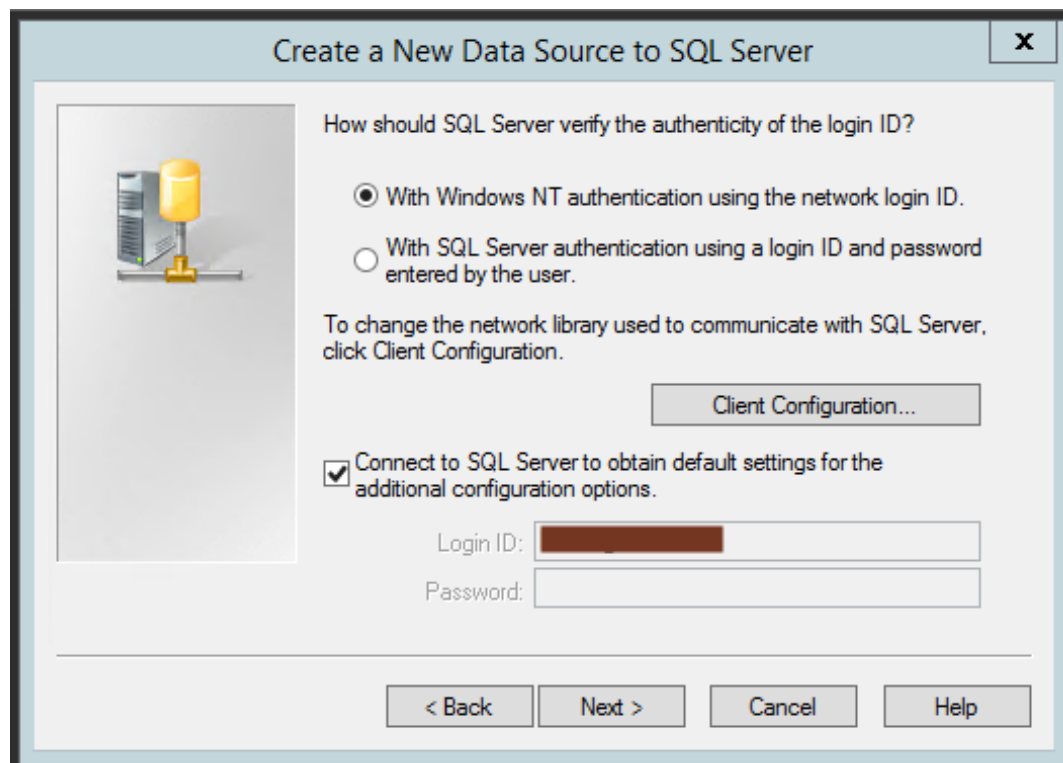 Create a New Data Source to SQL Server
x
How should SQL Server verify the authenticity of the login ID?
With Windows NT authentication using the network login ID.
With SQL Server authentication using a login ID and password
entered by the user.
To change the network library used to communicate with SQL Server,
click Client Configuration.
Client Configuration...
Connect to SQL Server to obtain default settings for the
additional configuration options.
Login ID:
Password:
< Back Next > Cancel Help